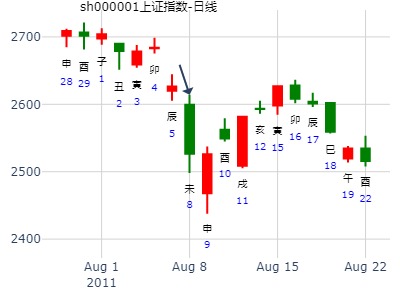 sh000001上证指数-日线
2700
2600
2500
2400
申
28
酉
29
子
1
丑
2
寅
3
卯
4
辰
5
未
8
申
9
酉
10
戌
11
亥
12
寅
15
卯
16
辰
17
巳
18
午
19
酉
22
Aug 1
2011
Aug 8
Aug 15
Aug 22